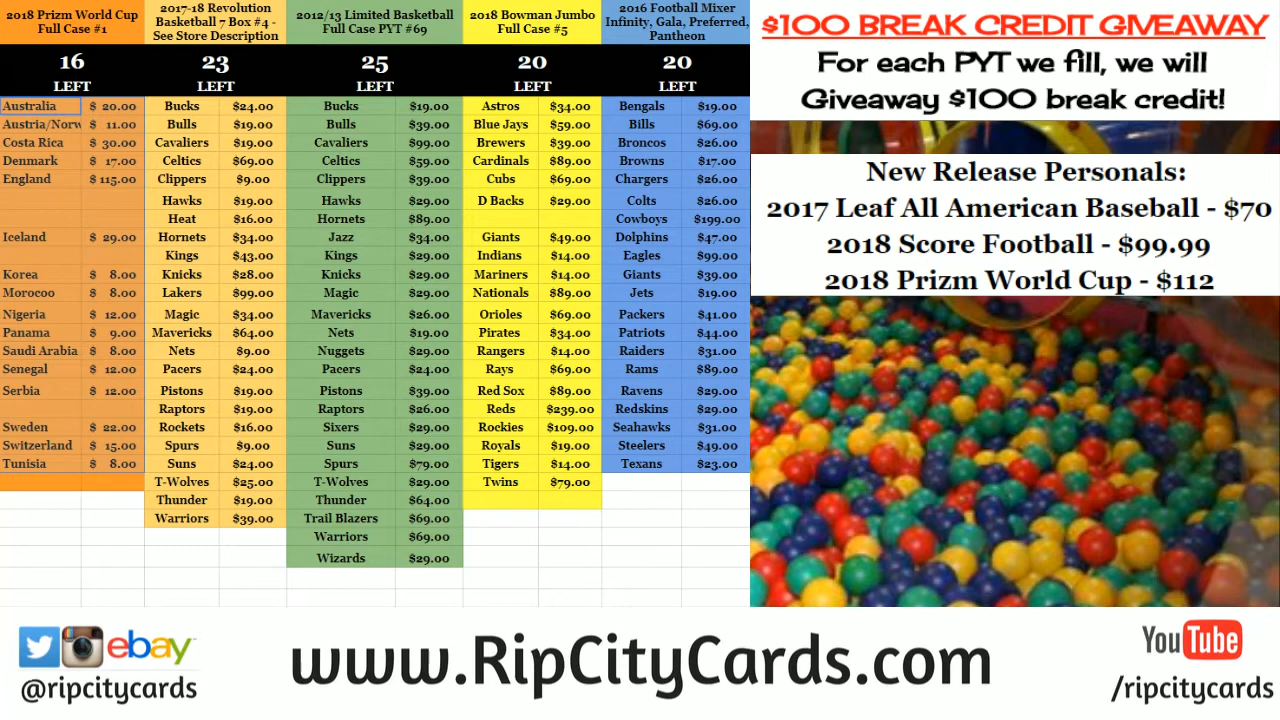 2018 Prizm World Cup
Full Case #1
2017-18 Revolution
Basketball 7 Box #4 -
See Store Description
2012/13 Limited Basketball
Full Case PYT #69
2018 Bowman Jumbo
Full Case #5
2016 Football Mixer
Infinity, Gala, Preferred,
Pantheon
16 23 25 20 20
LEFT LEFT LEFT LEFT LEFT
Australia $ 20.00 Bucks $24.00 Bucks $19.00 Astros $34.00 Bengals $19.00
Austria/Norw $ 11.00 Bulls $19.00 Bulls $39.00 Blue Jays $59.00 Bills $69.00
Costa Rica $ 30.00 Cavaliers $19.00 Cavaliers $99.00 Brewers $39.00 Broncos $26.00
Denmark $ 17.00 Celtics $69.00 Celtics $59.00 Cardinals $89.00 Browns $17.00
England $ 115.00 Clippers $9.00 Clippers $39.00 Cubs $69.00 Chargers $26.00
Hawks $19.00 Hawks $29.00 D Backs $29.00 Colts $26.00
Heat $16.00 Hornets $89.00 Cowboys $199.00
Iceland $ 29.00 Hornets $34.00 Jazz $34.00 Giants $49.00 Dolphins $47.00
Kings $43.00 Kings $29.00 Indians $14.00 Eagles $99.00
Korea $ 8.00 Knicks $28.00 Knicks $29.00 Mariners $14.00 Giants $39.00
Morocoo $ 8.00 Lakers $99.00 Magic $29.00 Nationals $89.00 Jets $19.00
Nigeria $ 12.00 Magic $34.00 Mavericks $26.00 Orioles $69.00 Packers $41.00
Panama $ 9.00 Mavericks $64.00 Nets $19.00 Pirates $34.00 Patriots $44.00
Saudi Arabia $ 8.00 Nets $9.00 Nuggets $29.00 Rangers $14.00 Raiders $31.00
Senegal $ 12.00 Pacers $24.00 Pacers $24.00 Rays $69.00 Rams $89.00
Serbia $ 12.00 Pistons $19.00 Pistons $39.00 Red Sox $89.00 Ravens $29.00
Raptors $19.00 Raptors $26.00 Reds $239.00 Redskins $29.00
Sweden $ 22.00 Rockets $16.00 Sixers $29.00 Rockies $109.00 Seahawks $31.00
Switzerland $ 15.00 Spurs $9.00 Suns $29.00 Royals $19.00 Steelers $49.00
Tunisia $ 8.00 Suns $24.00 Spurs $79.00 Tigers $14.00 Texans $23.00
T-Wolves $25.00 T-Wolves $29.00 Twins $79.00
Thunder $19.00 Thunder $64.00
Warriors $39.00 Trail Blazers $69.00
Warriors $69.00
Wizards $29.00
$100 BREAK CREDIT GIVEAWAY
For each PYT we fill, we will
Giveaway $100 break credit!
New Release Personals:
2017 Leaf All American Baseball - $70
2018 Score Football - $99.99
2018 Prizm World Cup - $112
ebay
@ripcitycards
www.RipCityCards.com
YouTube
/ripcitycards